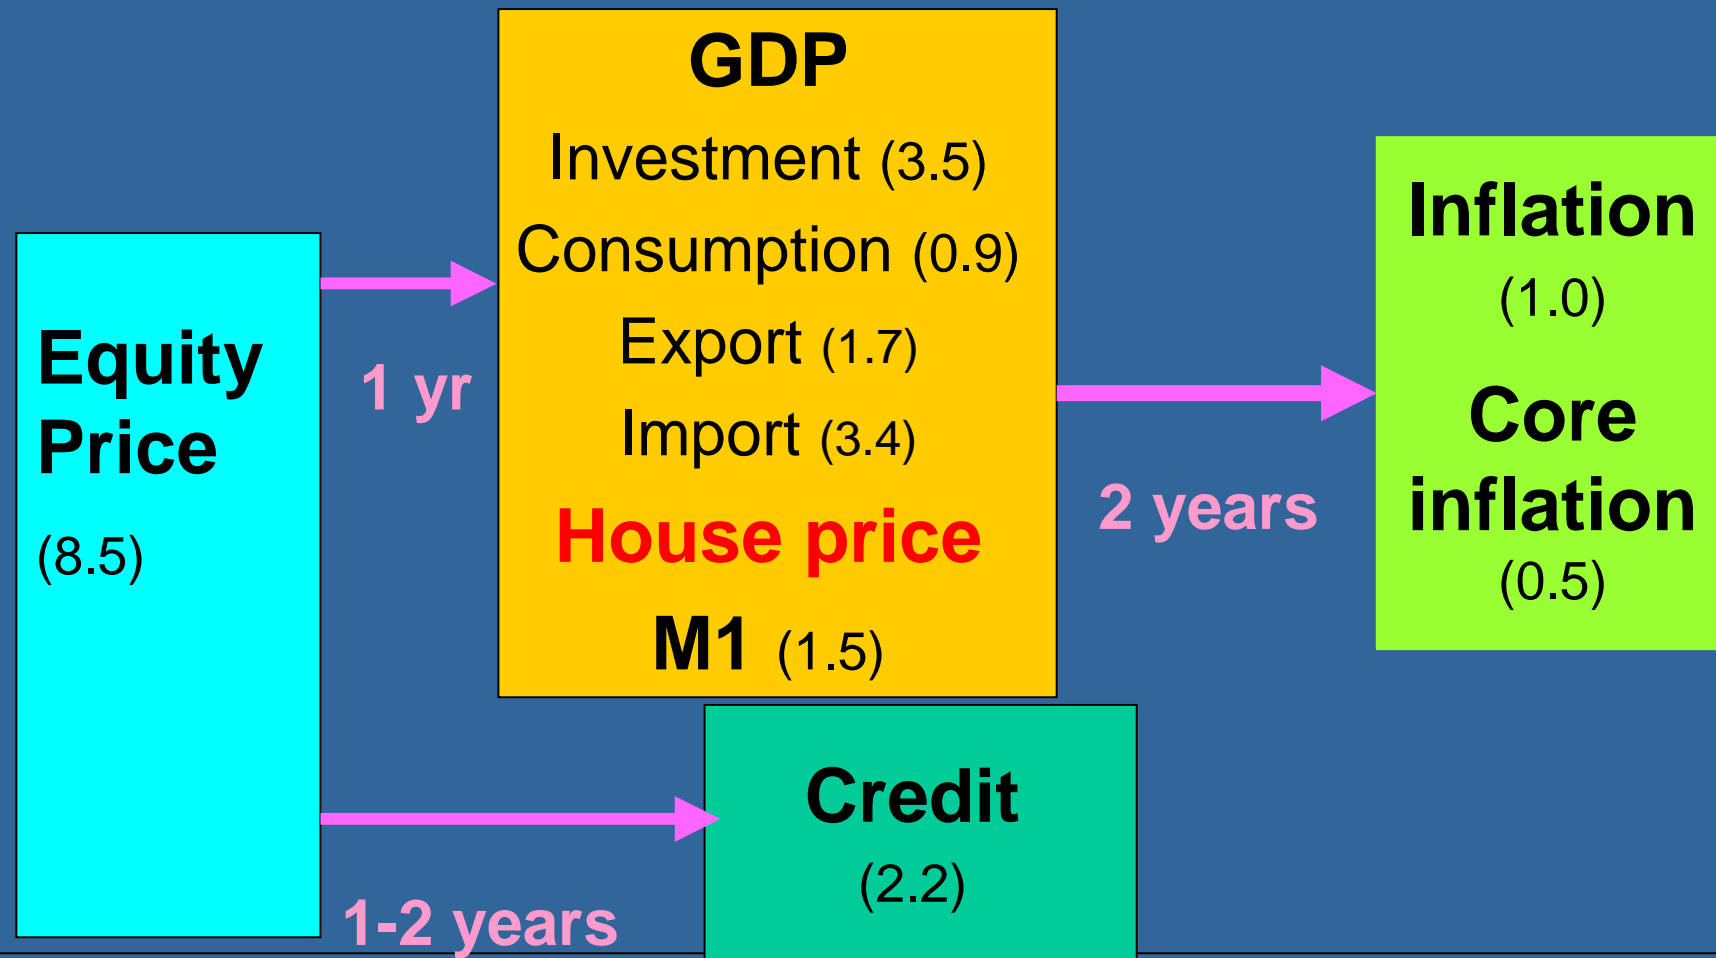 Equity
Price
(8.5)
1 yr
GDP
Investment (3.5)
Consumption (0.9)
Export (1.7)
Import (3.4)
House price
M1 (1.5)
2 years
Inflation
(1.0)
Core
inflation
(0.5)
1-2 years
Credit
(2.2)